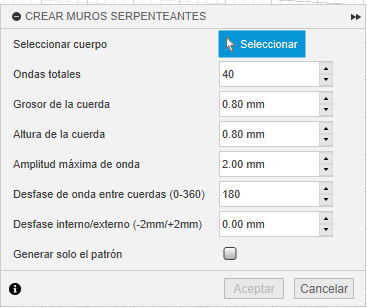 CREAR MUROS SERPENTEANTES
Seleccionar cuerpo Seleccionar
Ondas totales 40
Grosor de la cuerda 0.80 mm
Altura de la cuerda 0.80 mm
Amplitud máxima de onda 2.00 mm
Desfase de onda entre cuerdas (0-360) 180
Desfase interno/externo (-2mm/+2mm) 0.00 mm
Generar solo el patrón
Aceptar Cancelar